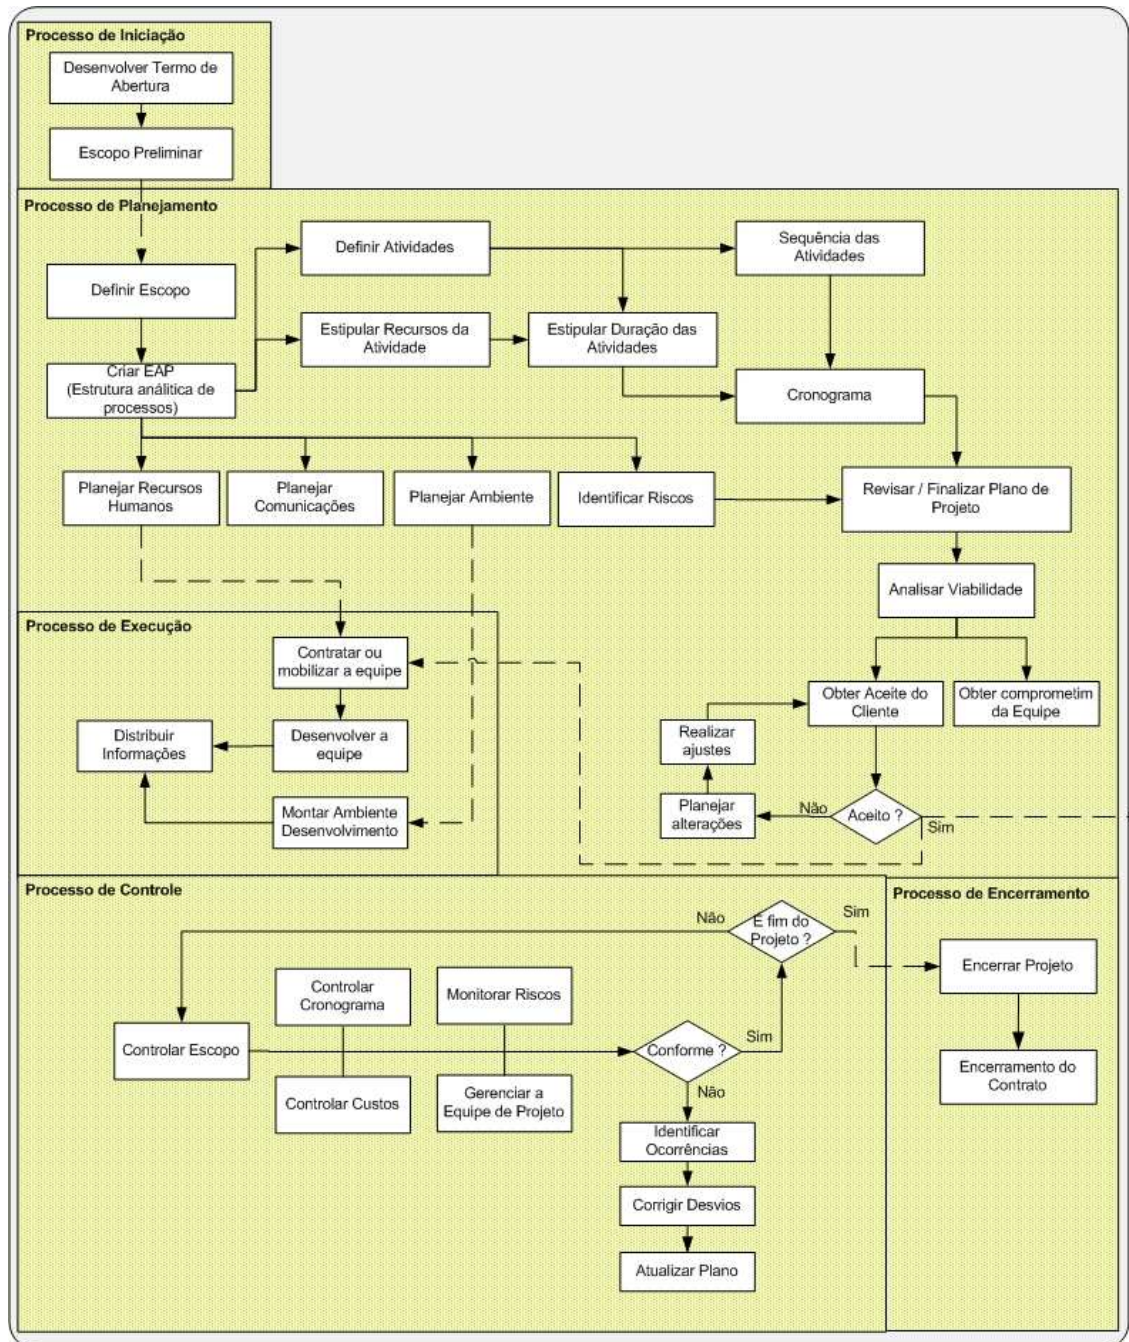 Processo de Iniciação
Desenvolver Termo de
Abertura
Escopo Preliminar
Processo de Planejamento
Definir Atividades
Sequência das
Atividades
Definir Escopo
Estipular Recursos da
Atividade
Estipular Duração das
Atividades
Criar EAP
(Estrutura análitica de
processos)
Cronograma
Planejar Recursos
Humanos
Planejar
Comunicações
Planejar Ambiente
Identificar Riscos
Revisar / Finalizar Plano de
Projeto
Analisar Viabilidade
Obter Aceite do
Cliente
Obter comprometim
da Equipe
Realizar
ajustes
Planejar
alterações
Não
Aceito ?
Sim
Processo de Execução
Contratar ou
mobilizar a equipe
Distribuir
Informações
Desenvolver a
equipe
Montar Ambiente
Desenvolvimento
Processo de Controle
Não
É fim do
Projeto ?
Sim
Controlar
Cronograma
Monitorar Riscos
Controlar Escopo
Conforme ?
Sim
Controlar Custos
Gerenciar a
Equipe de Projeto
Não
Identificar
Ocorrências
Corrigir Desvios
Atualizar Plano
Processo de Encerramento
Encerrar Projeto
Encerramento do
Contrato